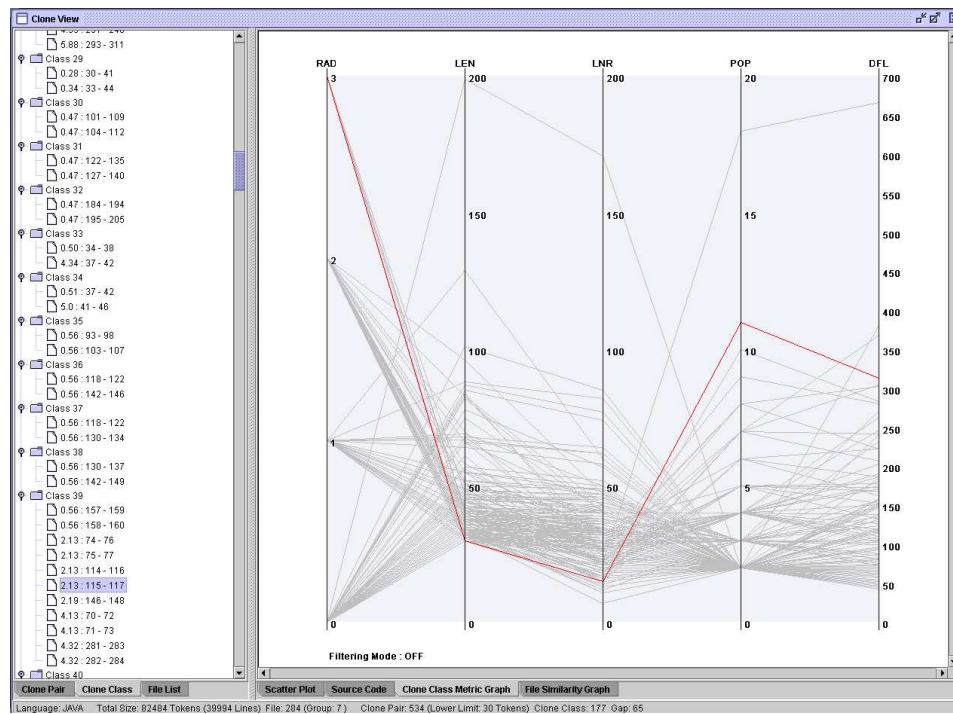 Clone View
5.88 : 293 - 311
Class 29
0.28 : 30 - 41
0.34 : 33 - 44
Class 30
0.47 : 101 - 109
0.47 : 104 - 112
Class 31
0.47 : 122 - 135
0.47 : 127 - 140
Class 32
0.47 : 184 - 194
0.47 : 195 - 205
Class 33
0.50 : 34 - 38
4.34 : 37 - 42
Class 34
0.51 : 37 - 42
5.0 : 41 - 46
Class 35
0.56 : 93 - 98
0.56 : 103 - 107
Class 36
0.56 : 118 - 122
0.56 : 142 - 146
Class 37
0.56 : 118 - 122
0.56 : 130 - 134
Class 38
0.56 : 130 - 137
0.56 : 142 - 149
Class 39
0.56 : 157 - 159
0.56 : 158 - 160
2.13 : 74 - 76
2.13 : 75 - 77
2.13 : 114 - 116
2.13 : 115 - 117
2.19 : 146 - 148
4.13 : 70 - 72
4.13 : 71 - 73
4.32 : 281 - 283
4.32 : 282 - 284
Class 40
Clone Pair Clone Class File List
RAD LEN LNR POP DFL
3 200 200 20 700
650
600
550
150 150 15
500
2 450
400
100 100 10 350
300
250
1 200
50 50 5
150
100
50
0 0 0 0 0
Filtering Mode : OFF
Scatter Plot Source Code Clone Class Metric Graph File Similarity Graph
Language: JAVA Total Size: 82484 Tokens (39994 Lines) File: 284 (Group: 7 ) Clone Pair: 534 (Lower Limit: 30 Tokens) Clone Class: 177 Gap: 65